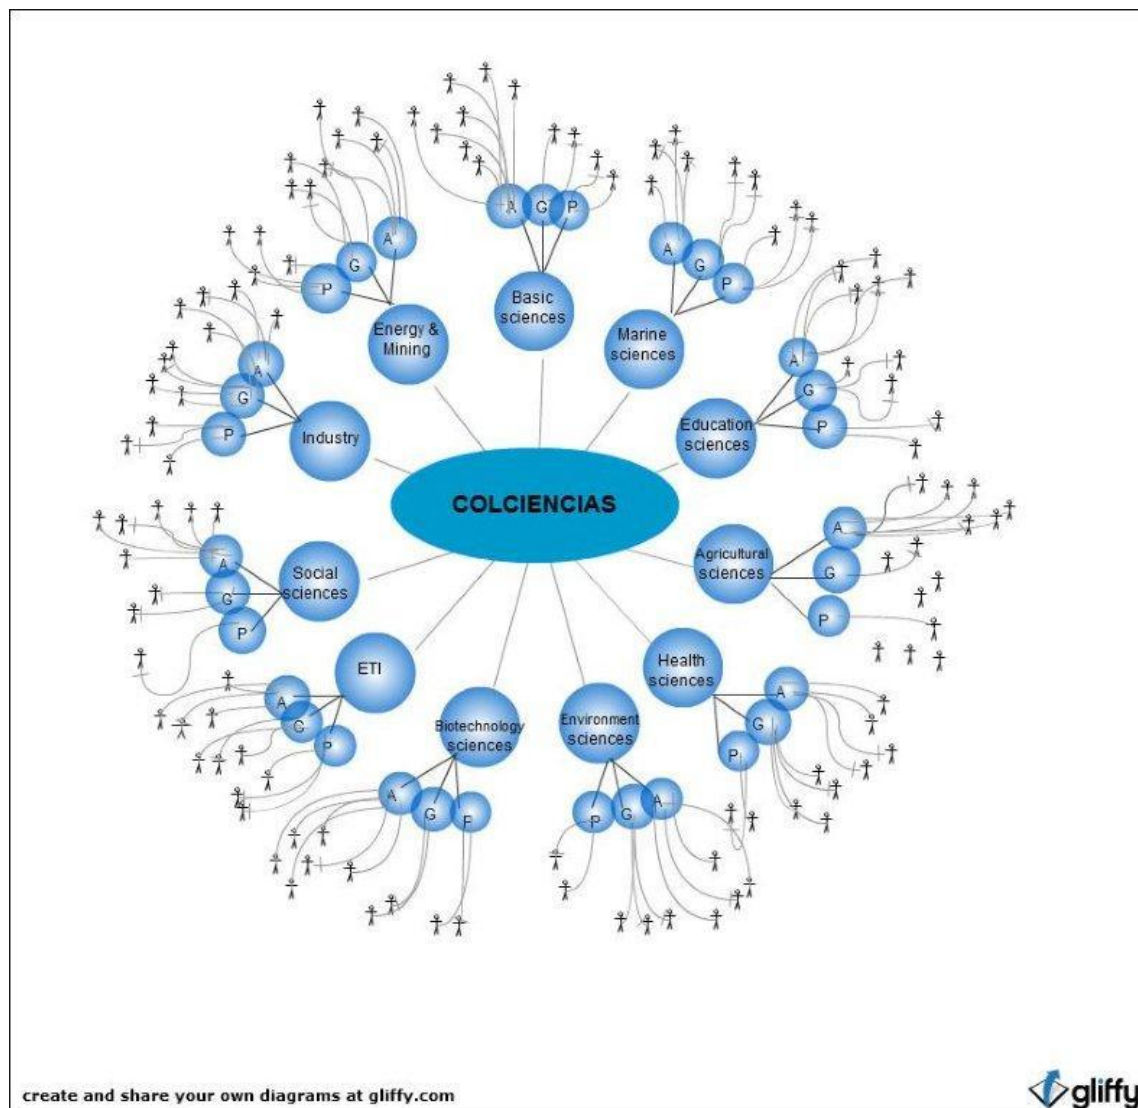 A G P
Basic
sciences
A
G
P
Marine
sciences
A
G
P
Energy &
Mining
A
G
P
Education
sciences
A
G
P
Industry
COLCIENCIAS
A
G
P
Agricultural
sciences
A
G
P
Social
sciences
A
G
P
Health
sciences
A
G
P
ETI
A
G
P
Biotechnology
sciences
A G P
Environment
sciences
P G A
create and share your own diagrams at gliffy.com
gliffy